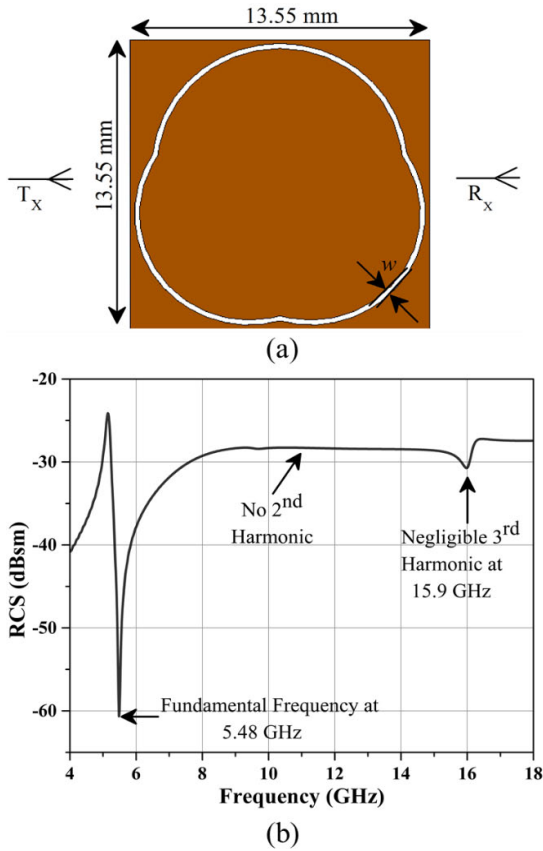 13.55 mm
13.55 mm
T_X
R_X
w
(a)
-20
-30
-40
-50
-60
RCS (dBsm)
No 2nd
Harmonic
Negligible 3rd
Harmonic at
15.9 GHz
Fundamental Frequency at
5.48 GHz
4 6 8 10 12 14 16 18
Frequency (GHz)
(b)